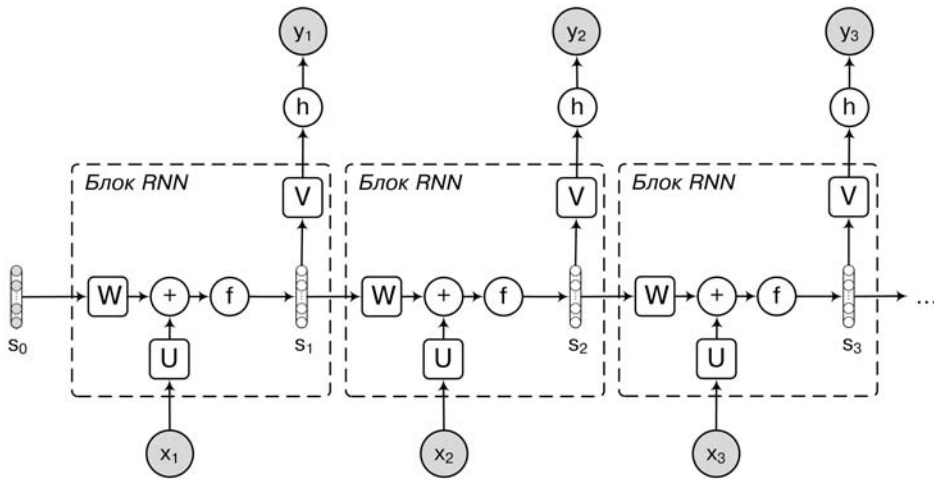 y₁ y₂ y₃
h h h
Блок RNN Блок RNN Блок RNN
V V V
W + f W + f W + f ...
s₀ s₁ s₂ s₃
U U U
x₁ x₂ x₃